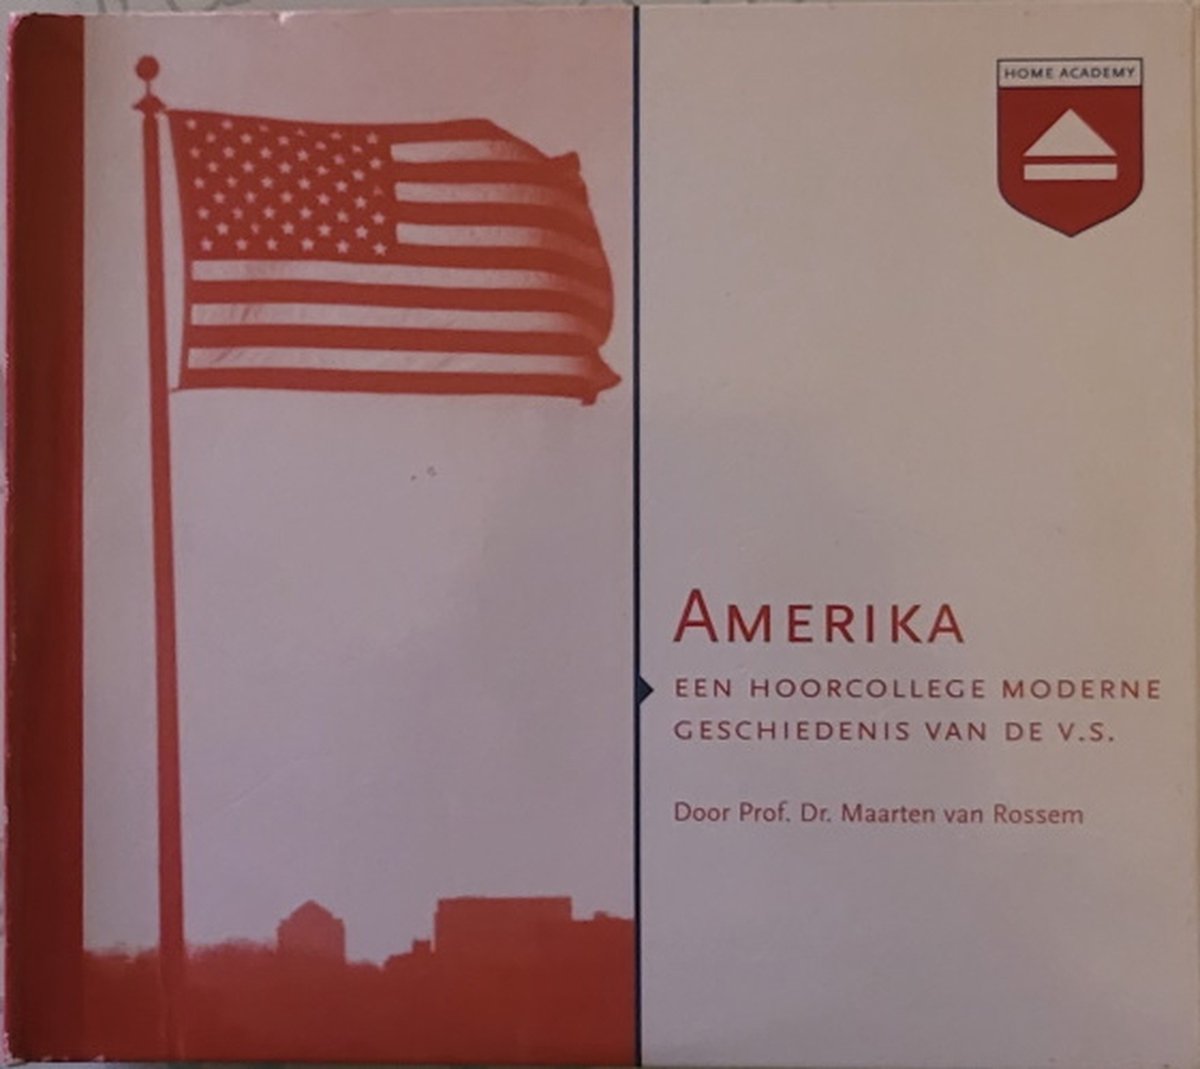 HOME ACADEMY
AMERIKA
EEN HOORCOLLEGE MODERNE
GESCHIEDENIS VAN DE V.S.
Door Prof. Dr. Maarten van Rossem